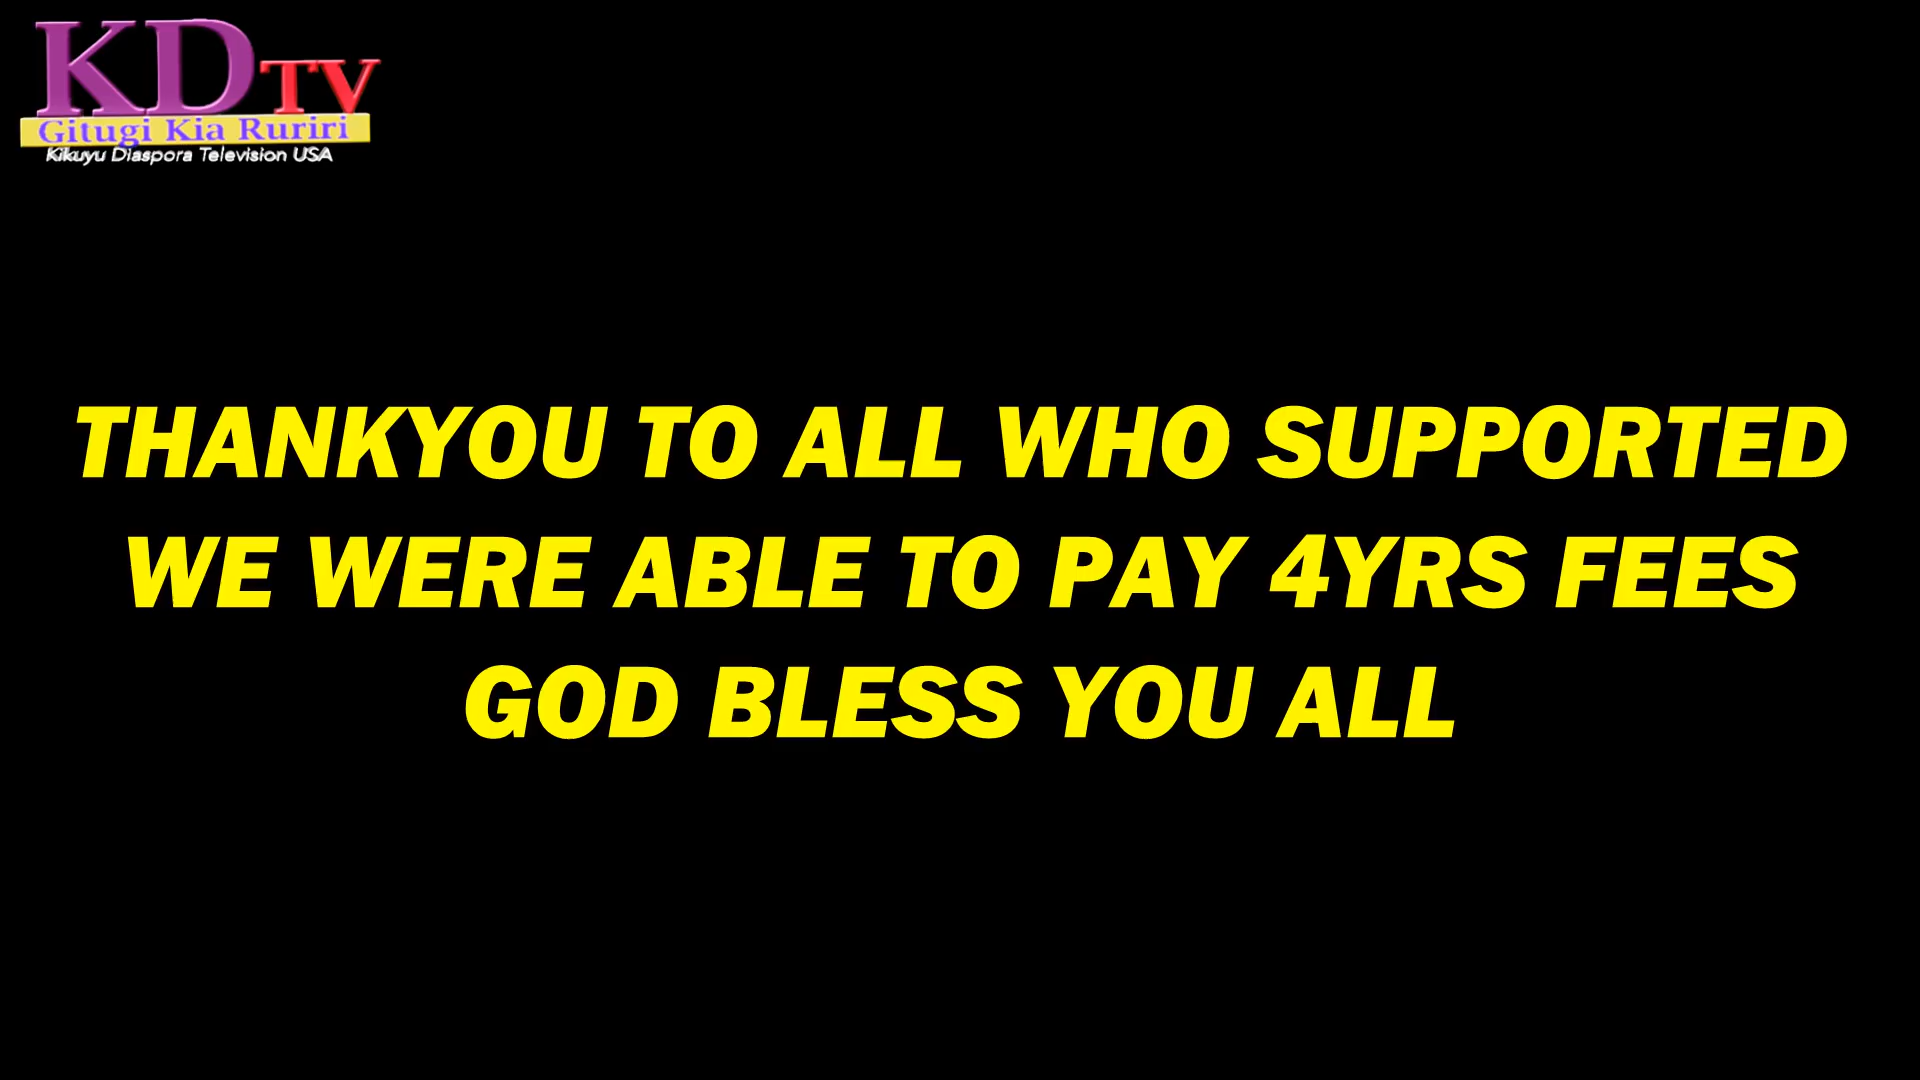 KDTV
Gitugi Kia Ruriri
Kikuyu Diaspora Television USA
THANKYOU TO ALL WHO SUPPORTED
WE WERE ABLE TO PAY 4YRS FEES
GOD BLESS YOU ALL